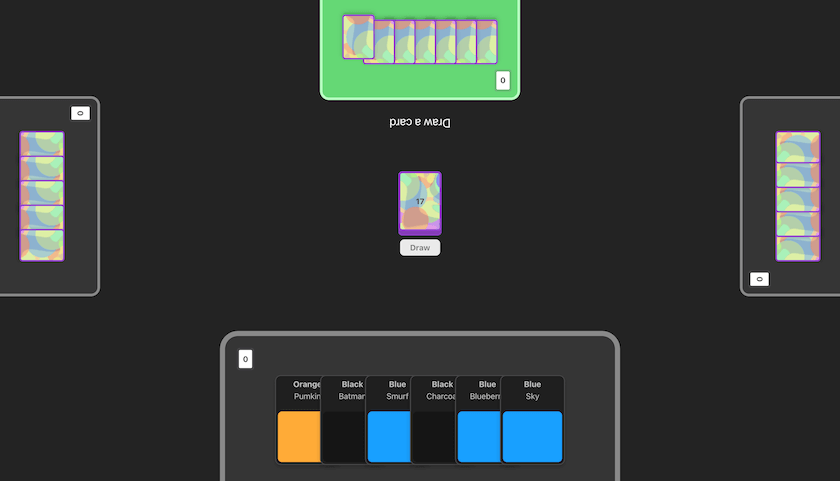 0
0
Draw a card
17
Draw
0
0
Orange
Pumkin
Black
Batman
Blue
Smurf
Black
Charcoa
Blue
Blueberr
Blue
Sky